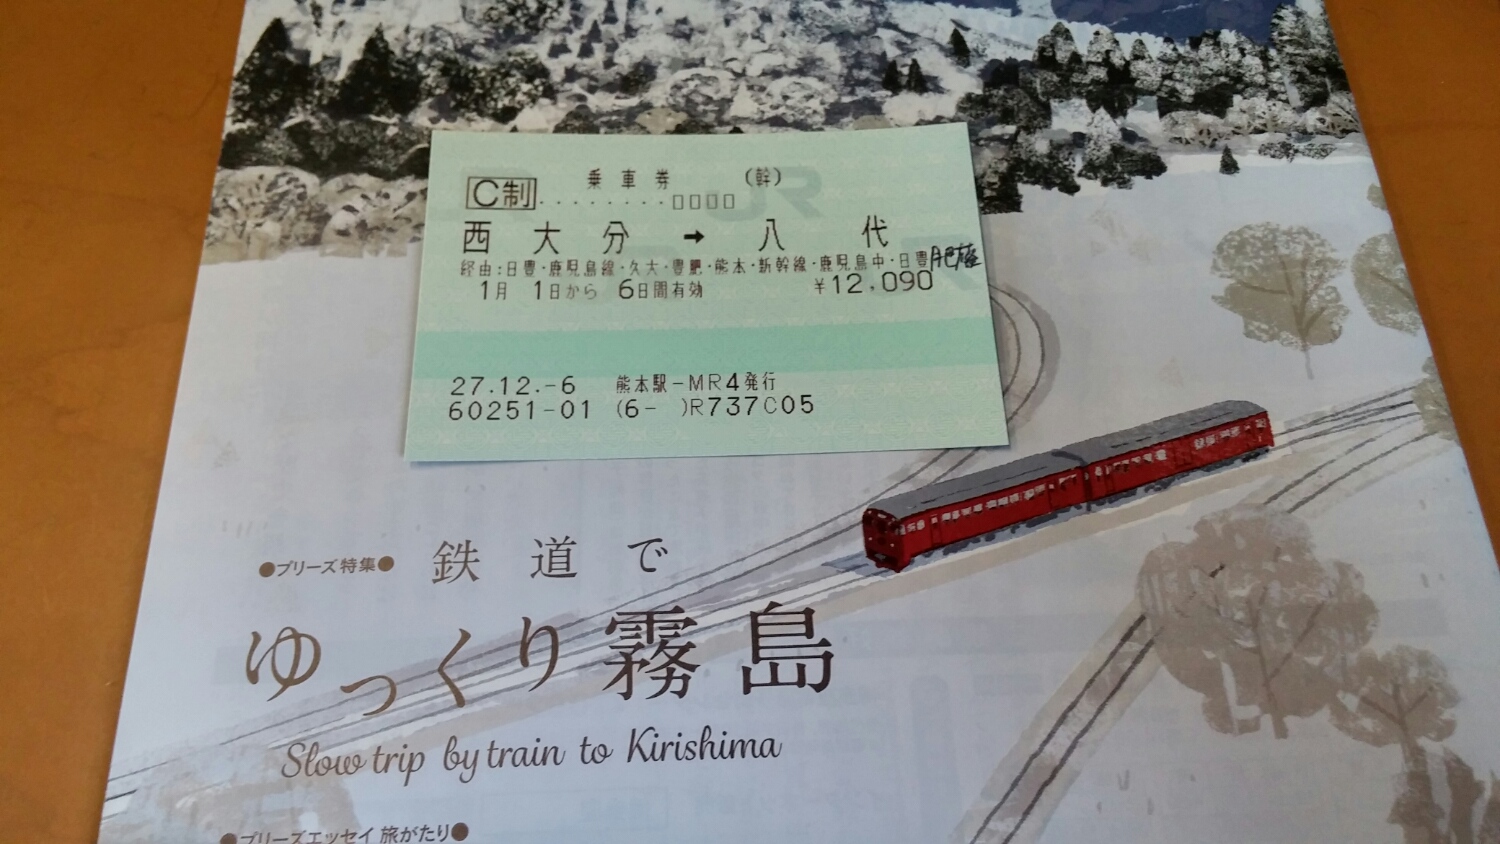 C制 乗車券 (幹)
........□□□□
西大分 → 八代
経由:日豊・鹿児島線・久大・豊肥・熊本・新幹線・鹿児島中・日豊 肥薩
1月 1日から 6日間有効 ¥12,090
27.12.-6 熊本駅-MR4発行
60251-01 (6- )R737C05
●ブリーズ特集● 鉄道で
ゆっくり霧島
Slow trip by train to Kirishima
●ブリーズエッセイ 旅がたり●